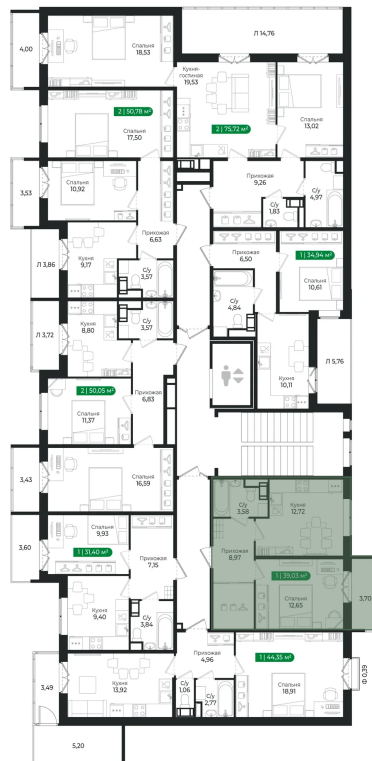 4,00
Спальня
18,53
Л 14,76
Кухня-
гостиная
19,53
2 | 50,78 м²
Спальня
17,50
2 | 75,72 м²
Спальня
13,02
3,53
Спальня
10,92
Прихожая
6,63
9,26
С/у
1,83
С/у
4,97
Л 3,86
Кухня
9,17
С/у
3,57
Прихожая
6,50
1 | 34,94 м²
Спальня
10,61
Л 3,72
Кухня
8,80
С/у
3,57
С/у
4,84
Кухня
10,11
Л 5,76
2 | 50,05 м²
Спальня
11,37
Прихожая
6,83
3,43
Спальня
16,59
С/у
3,58
Кухня
12,72
3,60
Спальня
9,93
1 | 31,40 м²
Прихожая
7,15
Прихожая
8,97
1 | 39,03 м²
Спальня
12,65
3,70
Кухня
9,40
С/у
3,84
Прихожая
4,96
1 | 44,35 м²
3,49
Кухня
13,92
С/у
1,06
С/у
2,77
Спальня
18,91
Ф 0,39
5,20